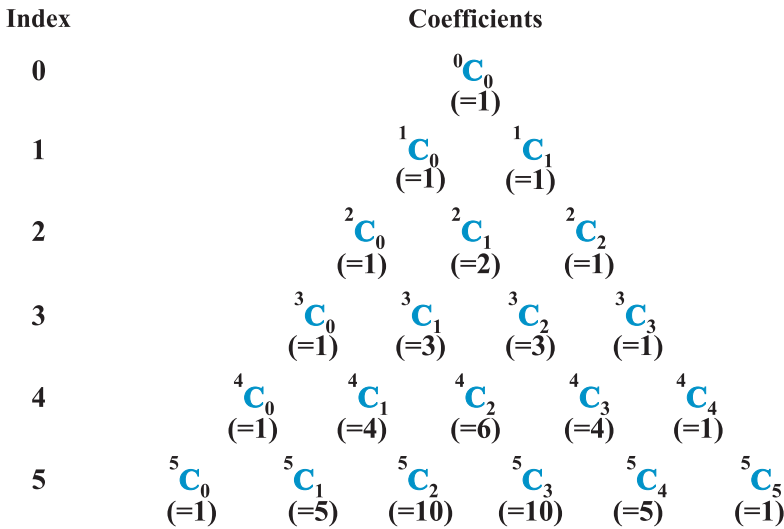 Index Coefficients
0 ⁰C₀
(=1)
1 ¹C₀ ¹C₁
(=1) (=1)
2 ²C₀ ²C₁ ²C₂
(=1) (=2) (=1)
3 ³C₀ ³C₁ ³C₂ ³C₃
(=1) (=3) (=3) (=1)
4 ⁴C₀ ⁴C₁ ⁴C₂ ⁴C₃ ⁴C₄
(=1) (=4) (=6) (=4) (=1)
5 ⁵C₀ ⁵C₁ ⁵C₂ ⁵C₃ ⁵C₄ ⁵C₅
(=1) (=5) (=10) (=10) (=5) (=1)